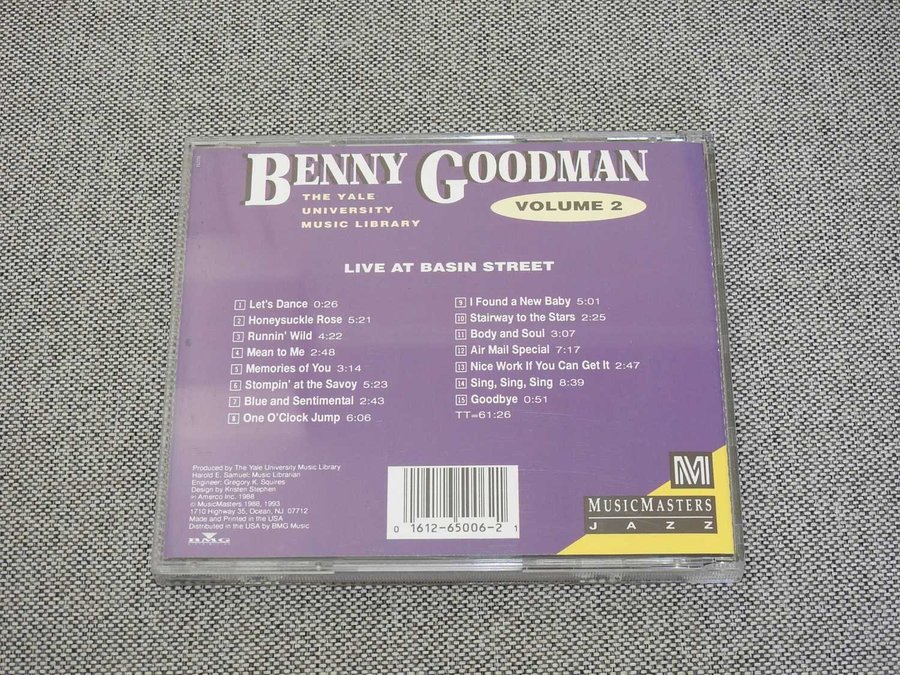 BENNY GOODMAN
THE YALE
UNIVERSITY
MUSIC LIBRARY
VOLUME 2
LIVE AT BASIN STREET
1 Let's Dance 0:26
2 Honeysuckle Rose 5:21
3 Runnin' Wild 4:22
4 Mean to Me 2:48
5 Memories of You 3:14
6 Stompin' at the Savoy 5:23
7 Blue and Sentimental 2:43
8 One O'Clock Jump 6:06
9 I Found a New Baby 5:01
10 Stairway to the Stars 2:25
11 Body and Soul 3:07
12 Air Mail Special 7:17
13 Nice Work If You Can Get It 2:47
14 Sing, Sing, Sing 8:39
15 Goodbye 0:51
TT=61:26
Produced by The Yale University Music Library
Harold E. Samuel: Music Librarian
Engineer: Gregory K. Squires
Design by Kristen Stephen
℗ Amerco Inc. 1988
© MusicMasters 1988, 1993
1710 Highway 35, Ocean, NJ 07712
Made and Printed in the USA
Distributed in the USA by BMG Music
BMG
0 1612-65006-2 1
M
MUSICMASTERS
JAZZ